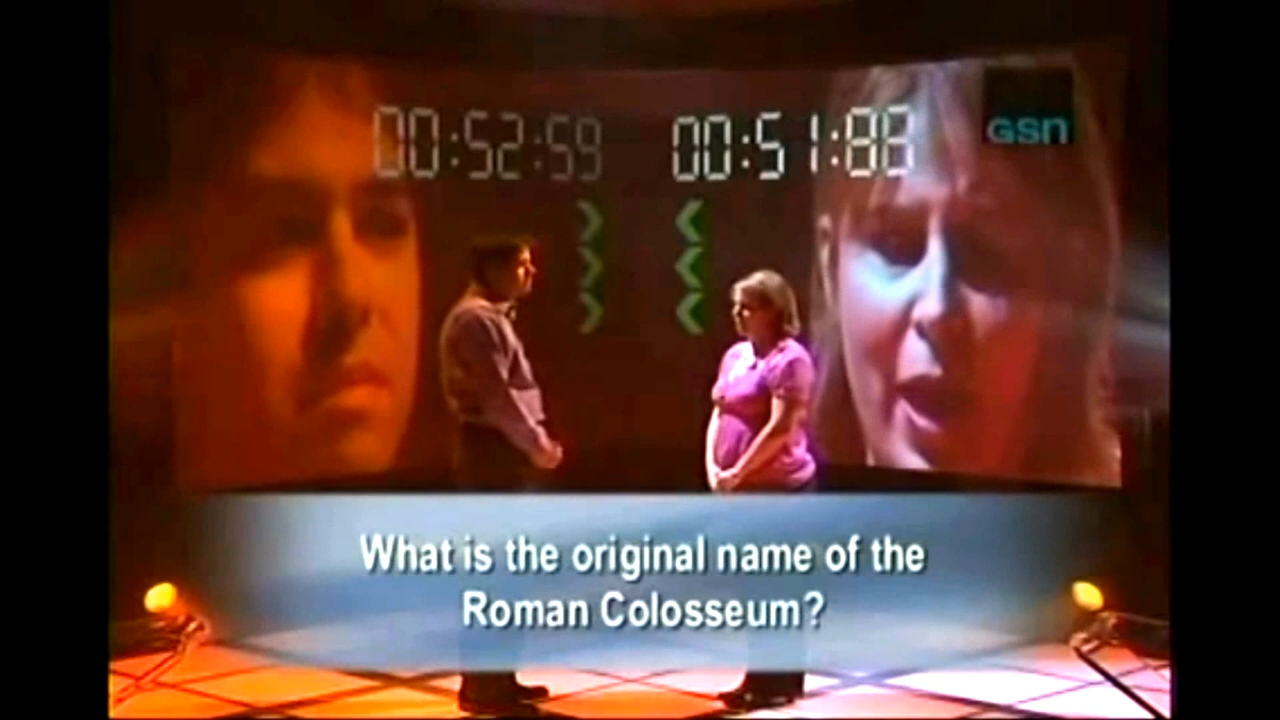 00:52:59
00:51:88
GSN
What is the original name of the
Roman Colosseum?